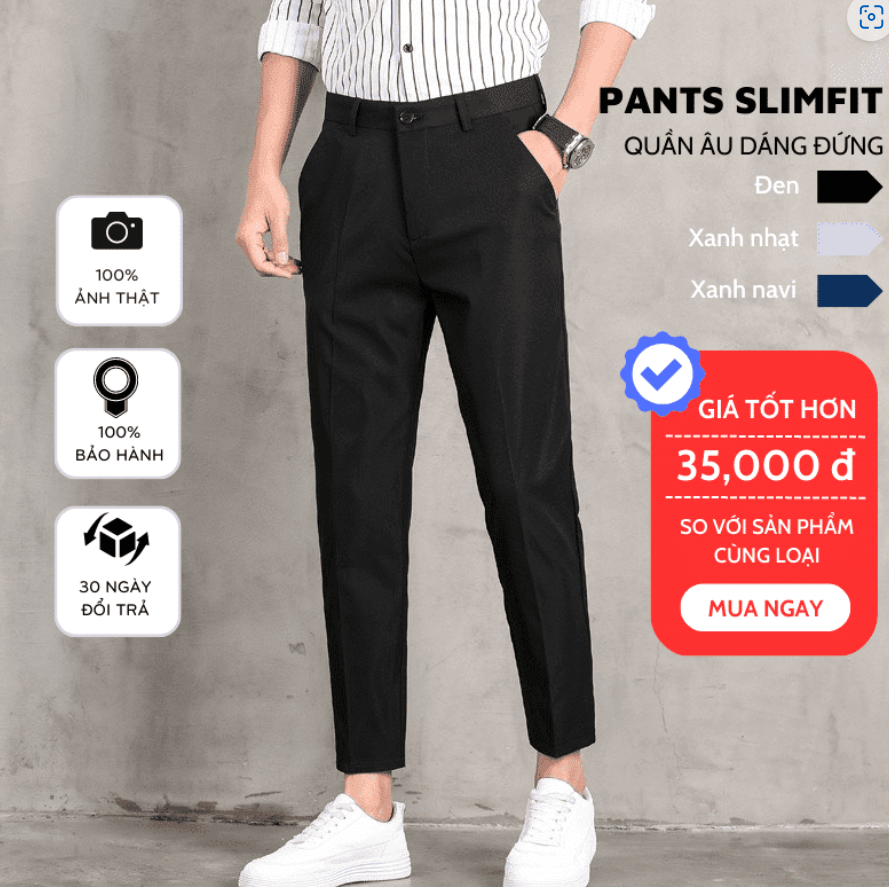 PANTS SLIMFIT
QUẦN ÂU DÁNG ĐỨNG
Đen
Xanh nhạt
Xanh navi
100%
ẢNH THẬT
100%
BẢO HÀNH
30 NGÀY
ĐỔI TRẢ
GIÁ TỐT HƠN
35,000 đ
SO VỚI SẢN PHẨM
CÙNG LOẠI
MUA NGAY